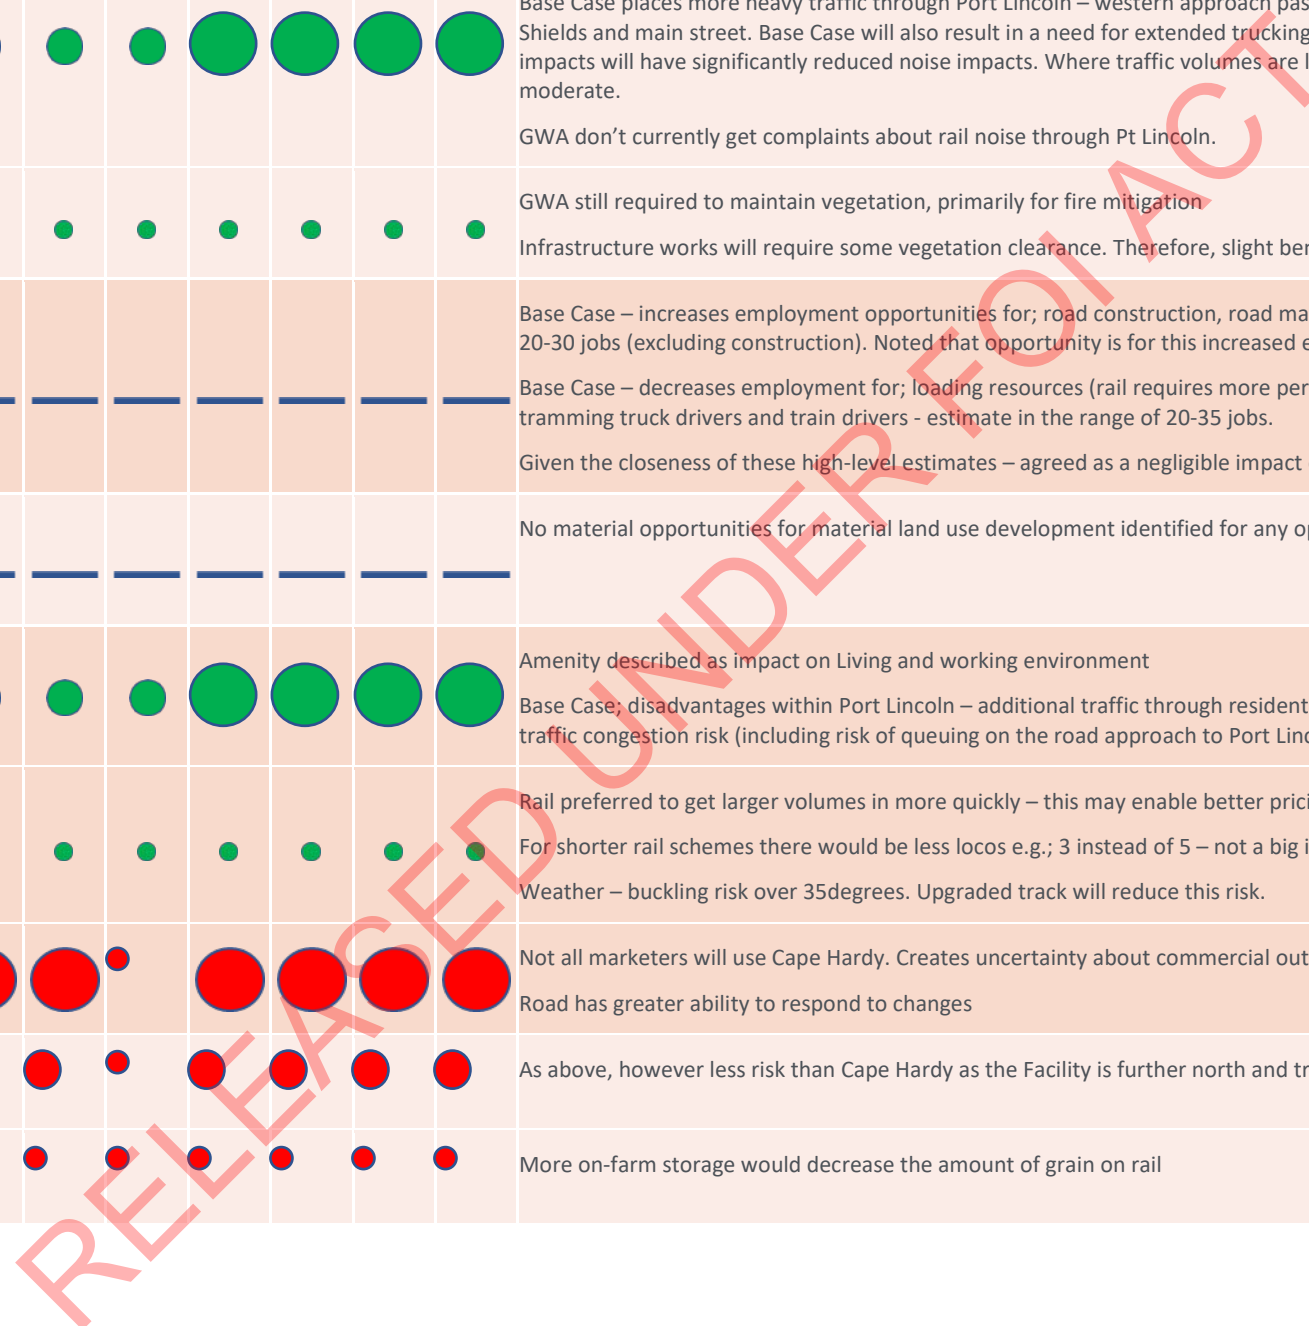 Base Case places more heavy traffic through Port Lincoln – western approach pas
Shields and main street. Base Case will also result in a need for extended trucking
impacts will have significantly reduced noise impacts. Where traffic volumes are l
moderate.
GWA don't currently get complaints about rail noise through Pt Lincoln.
GWA still required to maintain vegetation, primarily for fire mitigation
Infrastructure works will require some vegetation clearance. Therefore, slight ben
Base Case – increases employment opportunities for; road construction, road ma
20-30 jobs (excluding construction). Noted that opportunity is for this increased e
Base Case – decreases employment for; loading resources (rail requires more per
tramming truck drivers and train drivers - estimate in the range of 20-35 jobs.
Given the closeness of these high-level estimates – agreed as a negligible impact
No material opportunities for material land use development identified for any op
Amenity described as impact on Living and working environment
Base Case; disadvantages within Port Lincoln – additional traffic through resident
traffic congestion risk (including risk of queuing on the road approach to Port Linc
Rail preferred to get larger volumes in more quickly – this may enable better prici
For shorter rail schemes there would be less locos e.g.; 3 instead of 5 – not a big i
Weather – buckling risk over 35degrees. Upgraded track will reduce this risk.
Not all marketers will use Cape Hardy. Creates uncertainty about commercial out
Road has greater ability to respond to changes
As above, however less risk than Cape Hardy as the Facility is further north and tr
More on-farm storage would decrease the amount of grain on rail
RELEASED UNDER FOI ACT